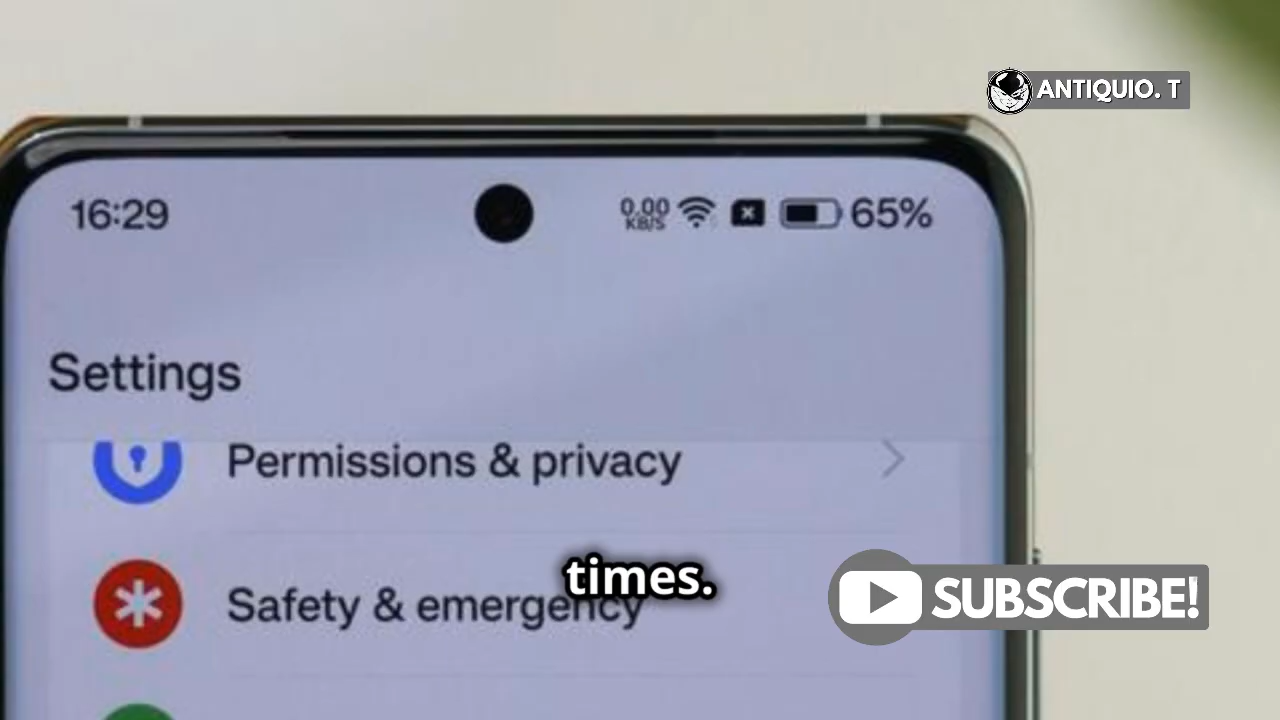 ANTIQUIO. T
16:29
0.00
KB/S
65%
Settings
Permissions & privacy
Safety & emergency
times.
SUBSCRIBE!